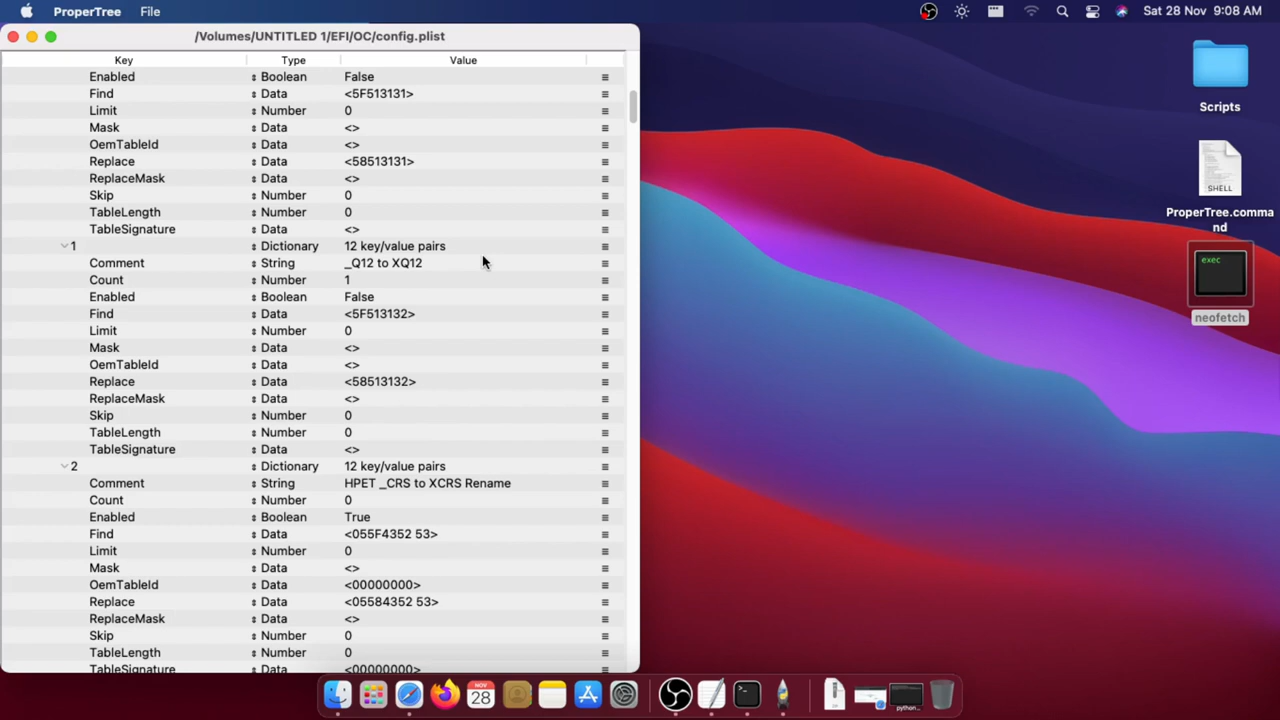 ProperTree File Sat 28 Nov 9:08 AM
/Volumes/UNTITLED 1/EFI/OC/config.plist
Key Type Value
Enabled Boolean False
Find Data <5F513131>
Limit Number 0
Mask Data <>
OemTableId Data <>
Replace Data <58513131>
ReplaceMask Data <>
Skip Number 0
TableLength Number 0
TableSignature Data <>
1 Dictionary 12 key/value pairs
Comment String _Q12 to XQ12
Count Number 1
Enabled Boolean False
Find Data <5F513132>
Limit Number 0
Mask Data <>
OemTableId Data <>
Replace Data <58513132>
ReplaceMask Data <>
Skip Number 0
TableLength Number 0
TableSignature Data <>
2 Dictionary 12 key/value pairs
Comment String HPET _CRS to XCRS Rename
Count Number 0
Enabled Boolean True
Find Data <055F4352 53>
Limit Number 0
Mask Data <>
OemTableId Data <00000000>
Replace Data <05584352 53>
ReplaceMask Data <>
Skip Number 0
TableLength Number 0
TableSignature Data <00000000>
Scripts
SHELL
ProperTree.comma
nd
exec
neofetch
NOV
28
python...